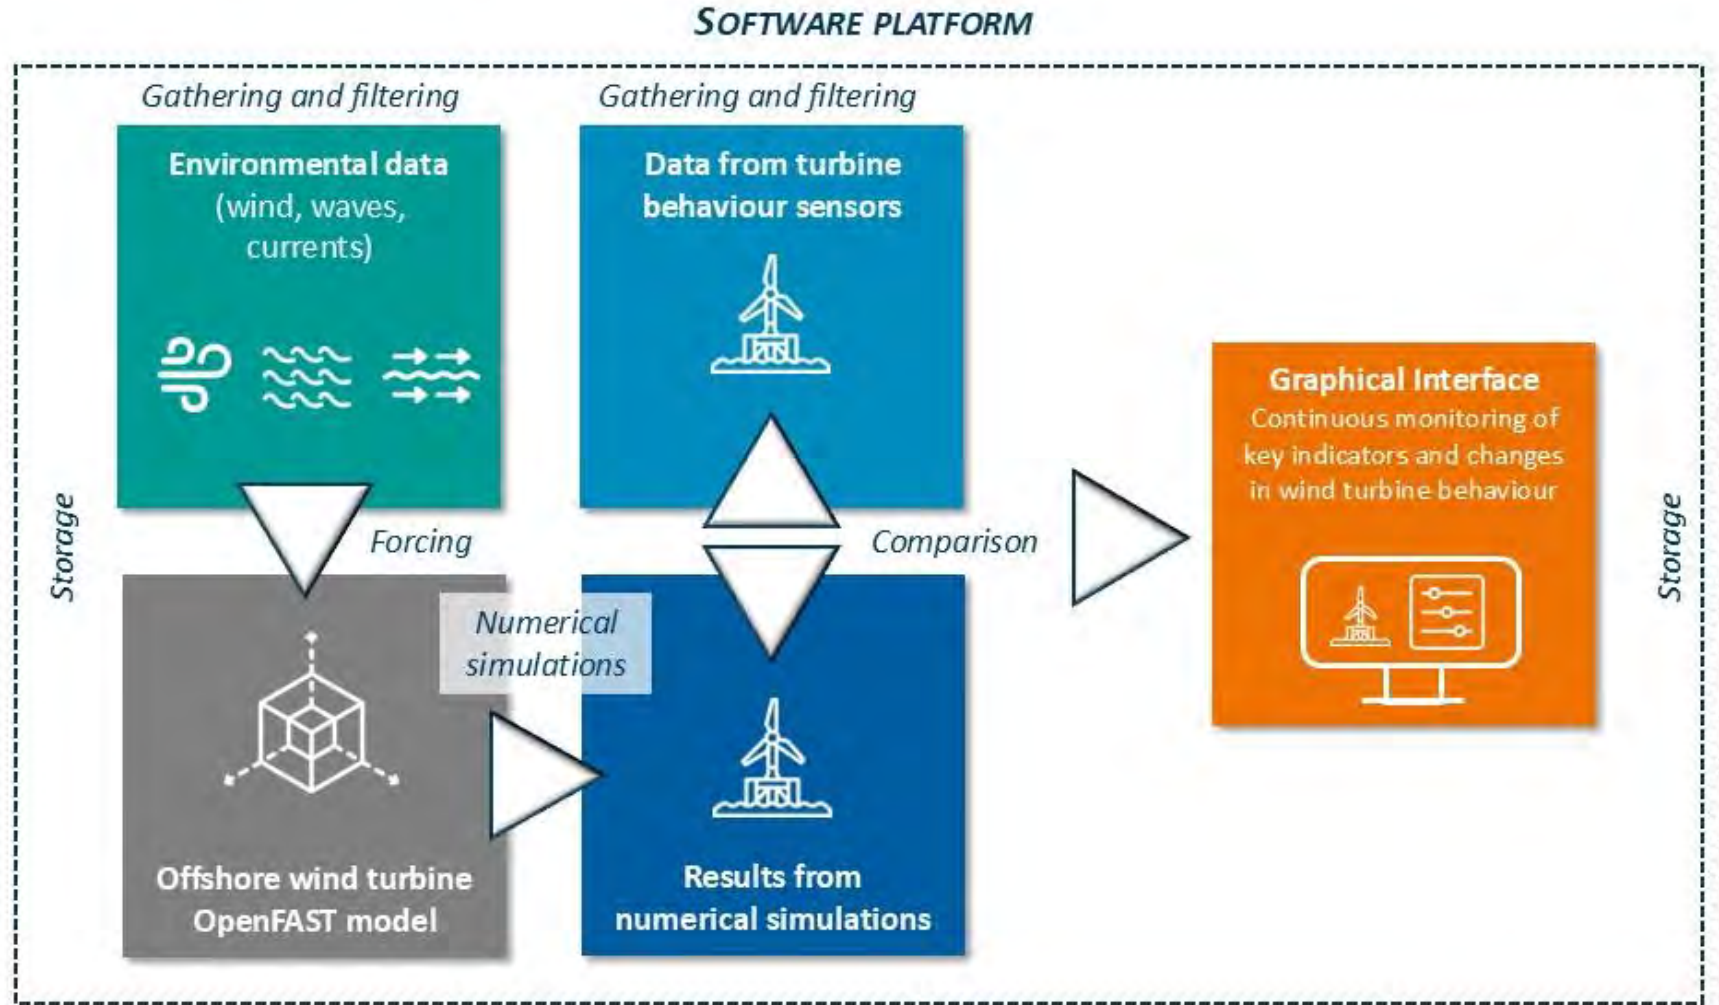 SOFTWARE PLATFORM
Gathering and filtering
Environmental data
(wind, waves,
currents)
Gathering and filtering
Data from turbine
behaviour sensors
Storage
Forcing
Comparison
Numerical
simulations
Offshore wind turbine
OpenFAST model
Results from
numerical simulations
Graphical Interface
Continuous monitoring of
key indicators and changes
in wind turbine behaviour
Storage